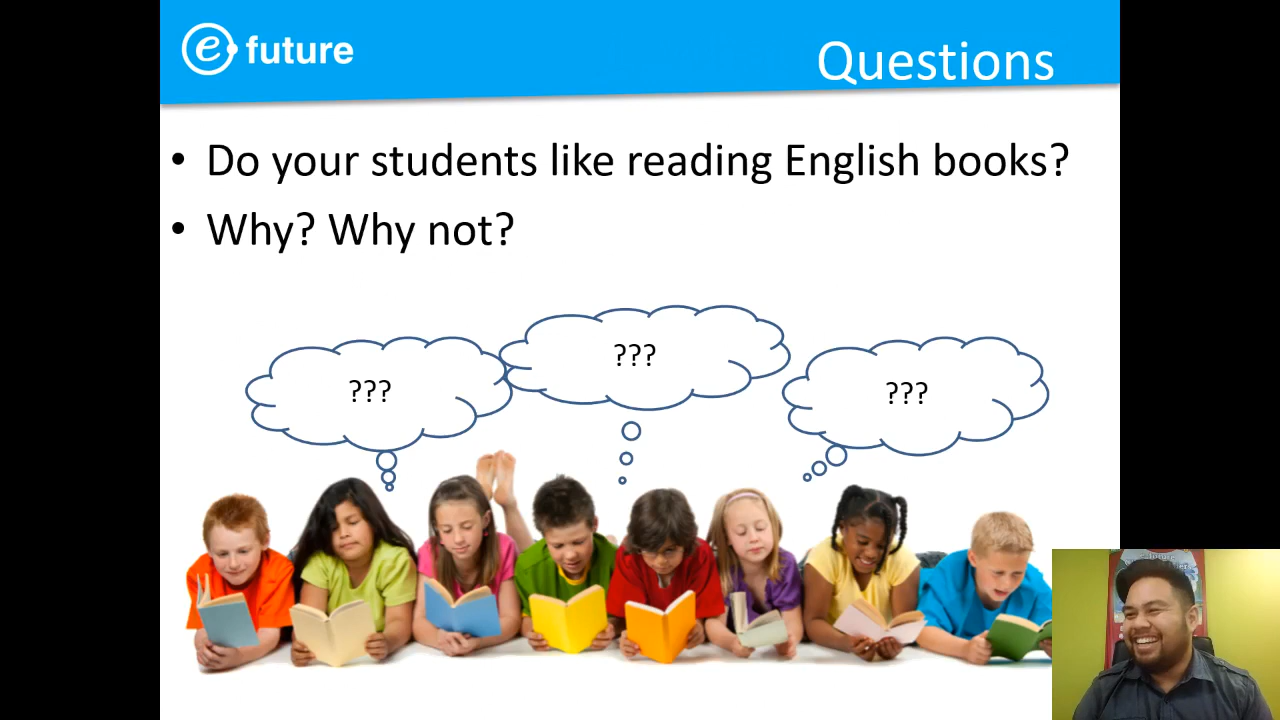 e future
Questions
• Do your students like reading English books?
• Why? Why not?
???
???
???